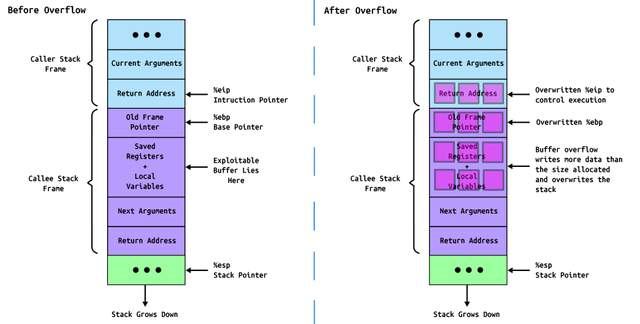 Before Overflow
Caller Stack
Frame
Current Arguments
Return Address
%eip
Intruction Pointer
Old Frame
Pointer
%ebp
Base Pointer
Callee Stack
Frame
Saved
Registers
+
Local
Variables
Exploitable
Buffer Lies
Here
Next Arguments
Return Address
%esp
Stack Pointer
Stack Grows Down
After Overflow
Caller Stack
Frame
Current Arguments
Return Address
Overwritten %eip to
control execution
Old Frame
Pointer
Overwritten %ebp
Callee Stack
Frame
Saved
Registers
+
Local
Variables
Buffer overflow
writes more data than
the size allocated
and overwrites the
stack
Next Arguments
Return Address
%esp
Stack Pointer
Stack Grows Down